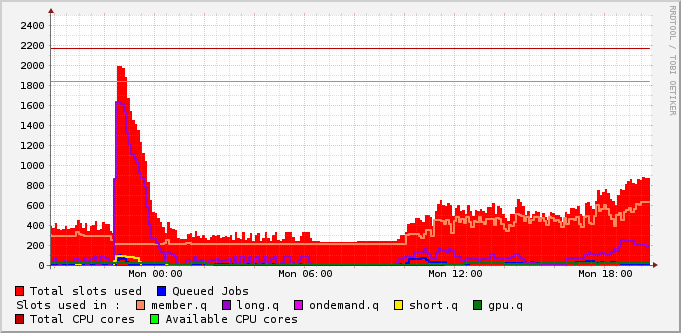 2400
2200
2000
1800
1600
1400
1200
1000
800
600
400
200
0
Mon 00:00 Mon 06:00 Mon 12:00 Mon 18:00
RRDTOOL / TOBI OETIKER
Total slots used Queued Jobs
Slots used in : member.q long.q ondemand.q short.q gpu.q
Total CPU cores Available CPU cores